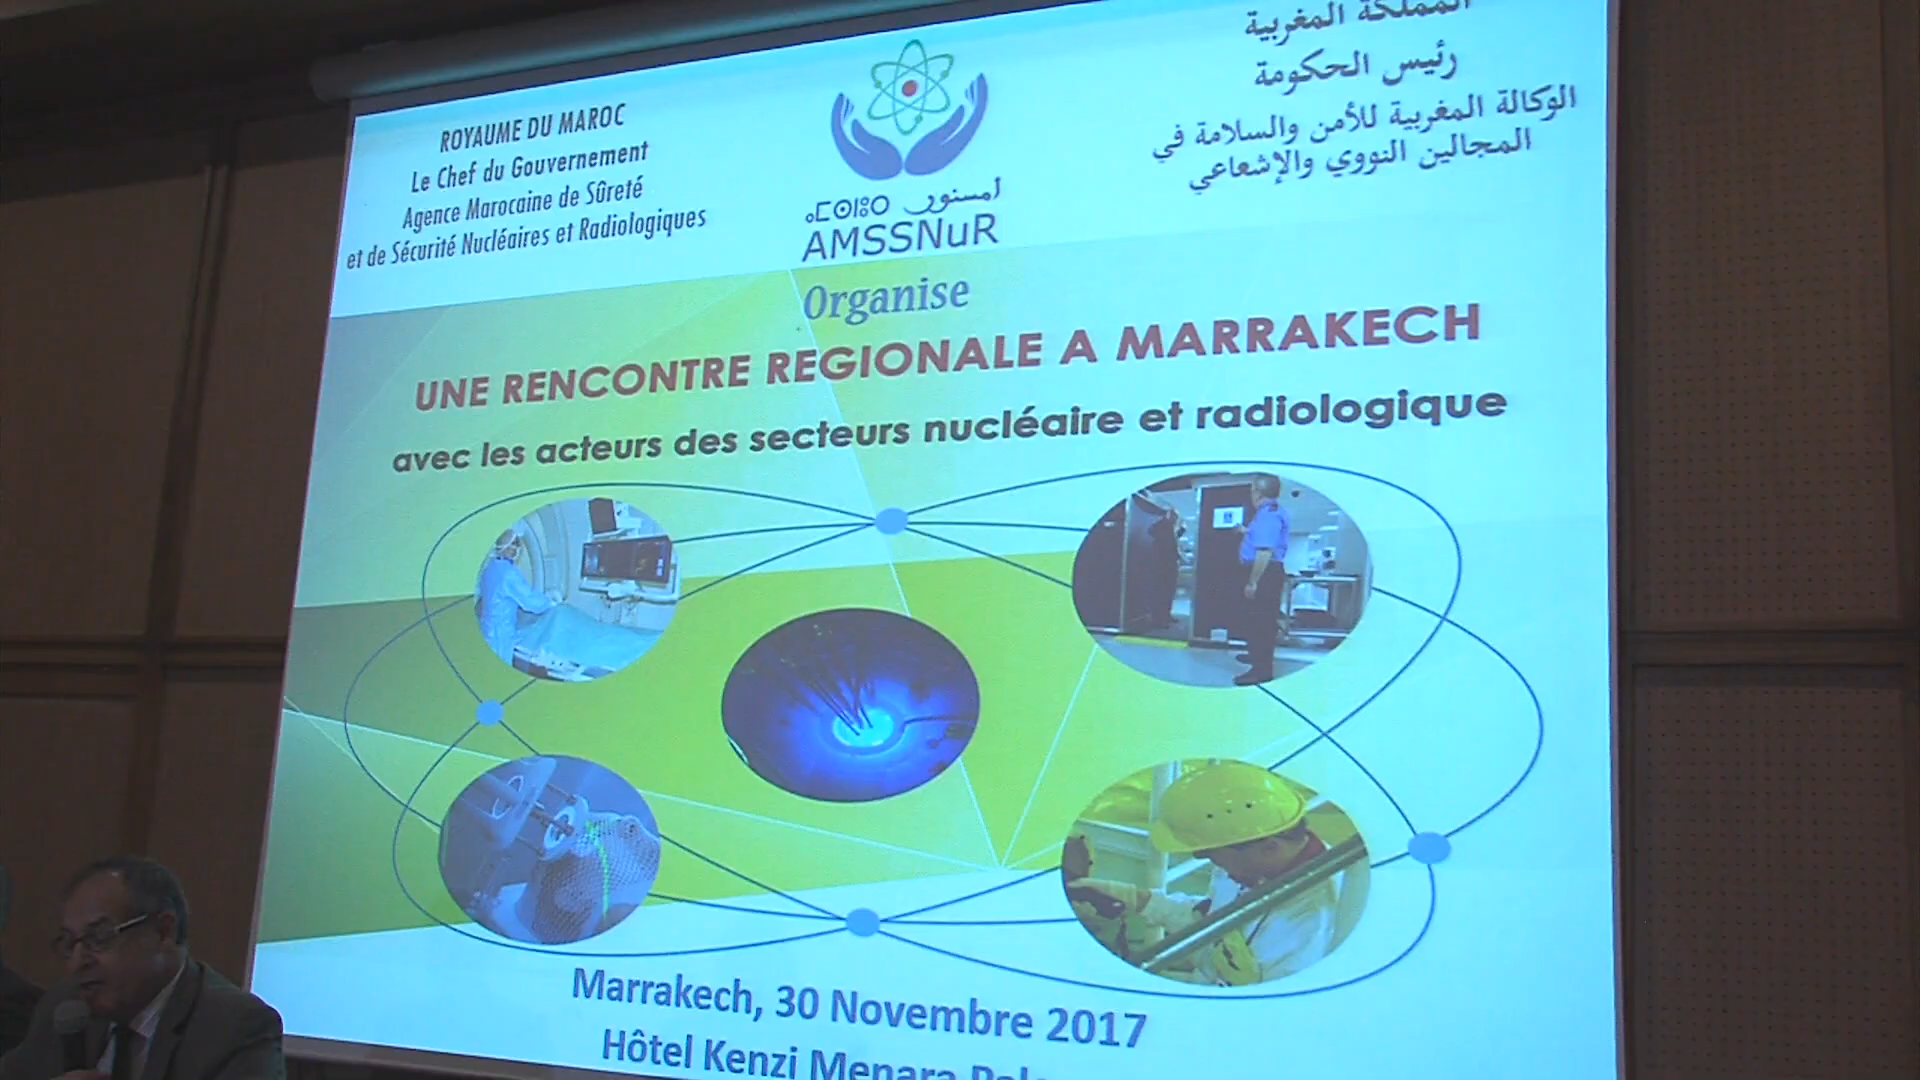 ROYAUME DU MAROC
Le Chef du Gouvernement
Agence Marocaine de Sûreté
et de Sécurité Nucléaires et Radiologiques
المملكة المغربية
رئيس الحكومة
الوكالة المغربية للأمن والسلامة في
المجالين النووي والإشعاعي
ⴰⵎⵙⵏⵓⵔ أمسنور
AMSSNuR
Organise
UNE RENCONTRE REGIONALE A MARRAKECH
avec les acteurs des secteurs nucléaire et radiologique
Marrakech, 30 Novembre 2017
Hôtel Kenzi Menara